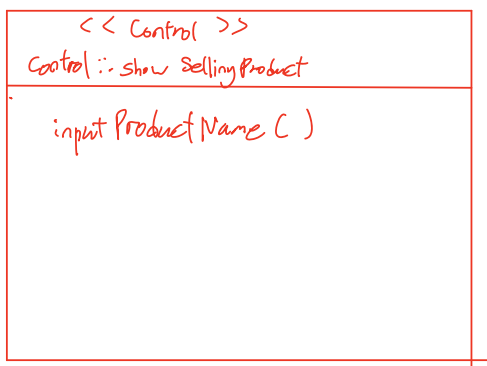 << Control >>
Control :: show SellingProduct
inputProductName ( )